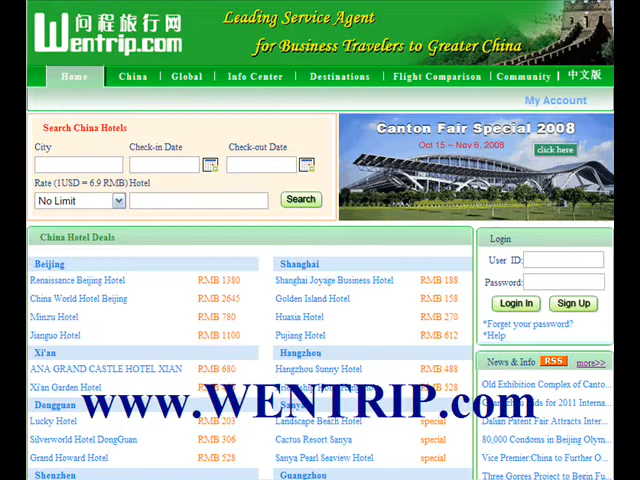 问程旅行网
Wentrip.com
Leading Service Agent
for Business Travelers to Greater China
Home China Global Info Center Destinations Flight Comparison Community 中文版
My Account
Search China Hotels
City Check-in Date Check-out Date
Rate (1USD = 6.9 RMB) Hotel
No Limit Search
Canton Fair Special 2008
Oct 15 ~ Nov 6, 2008 click here
China Hotel Deals
Beijing Shanghai
Renaissance Beijing Hotel RMB 1380 Shanghai Joyage Business Hotel RMB 188
China World Hotel Beijing RMB 2645 Golden Island Hotel RMB 158
Minzu Hotel RMB 780 Huaxia Hotel RMB 270
Jianguo Hotel RMB 1100 Pujiang Hotel RMB 612
Xi'an Hangzhou
ANA GRAND CASTLE HOTEL XIAN RMB 680 Hangzhou Sunny Hotel RMB 488
Xi'an Garden Hotel RMB 528
www.WENTRIP.com
Dongguan Sanya
Lucky Hotel RMB 203 Landscape Beach Hotel special
Silverworld Hotel DongGuan RMB 306 Cactus Resort Sanya special
Grand Howard Hotel RMB 528 Sanya Pearl Seaview Hotel special
Shenzhen Guangzhou
Login
User ID:
Password:
Log in Sign Up
*Forget your password?
*Help
News & Info RSS more>>
Old Exhibition Complex of Canto...
Bids for 2011 Interna...
Dalian Patent Fair Attracts Inter...
80,000 Condoms in Beijing Olym...
Vice Premier:China to Further O...
Three Gorges Project to Begin Fu...